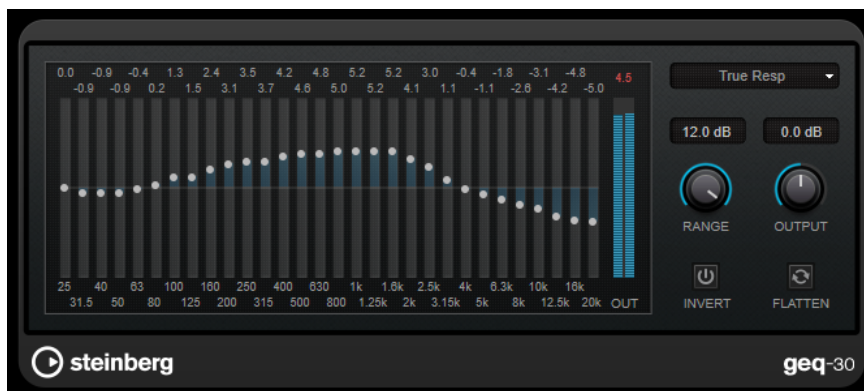 0.0 -0.9 -0.4 1.3 2.4 3.5 4.2 4.8 5.2 5.2 3.0 -0.4 -1.8 -3.1 -4.8
-0.9 -0.9 0.2 1.5 3.1 3.7 4.6 5.0 5.2 4.1 1.1 -1.1 -2.6 -4.2 -5.0
4.5
True Resp
12.0 dB
0.0 dB
RANGE
OUTPUT
25 40 63 100 160 250 400 630 1k 1.6k 2.5k 4k 6.3k 10k 16k
31.5 50 80 125 200 315 500 800 1.25k 2k 3.15k 5k 8k 12.5k 20k OUT
INVERT
FLATTEN
steinberg
geq-30